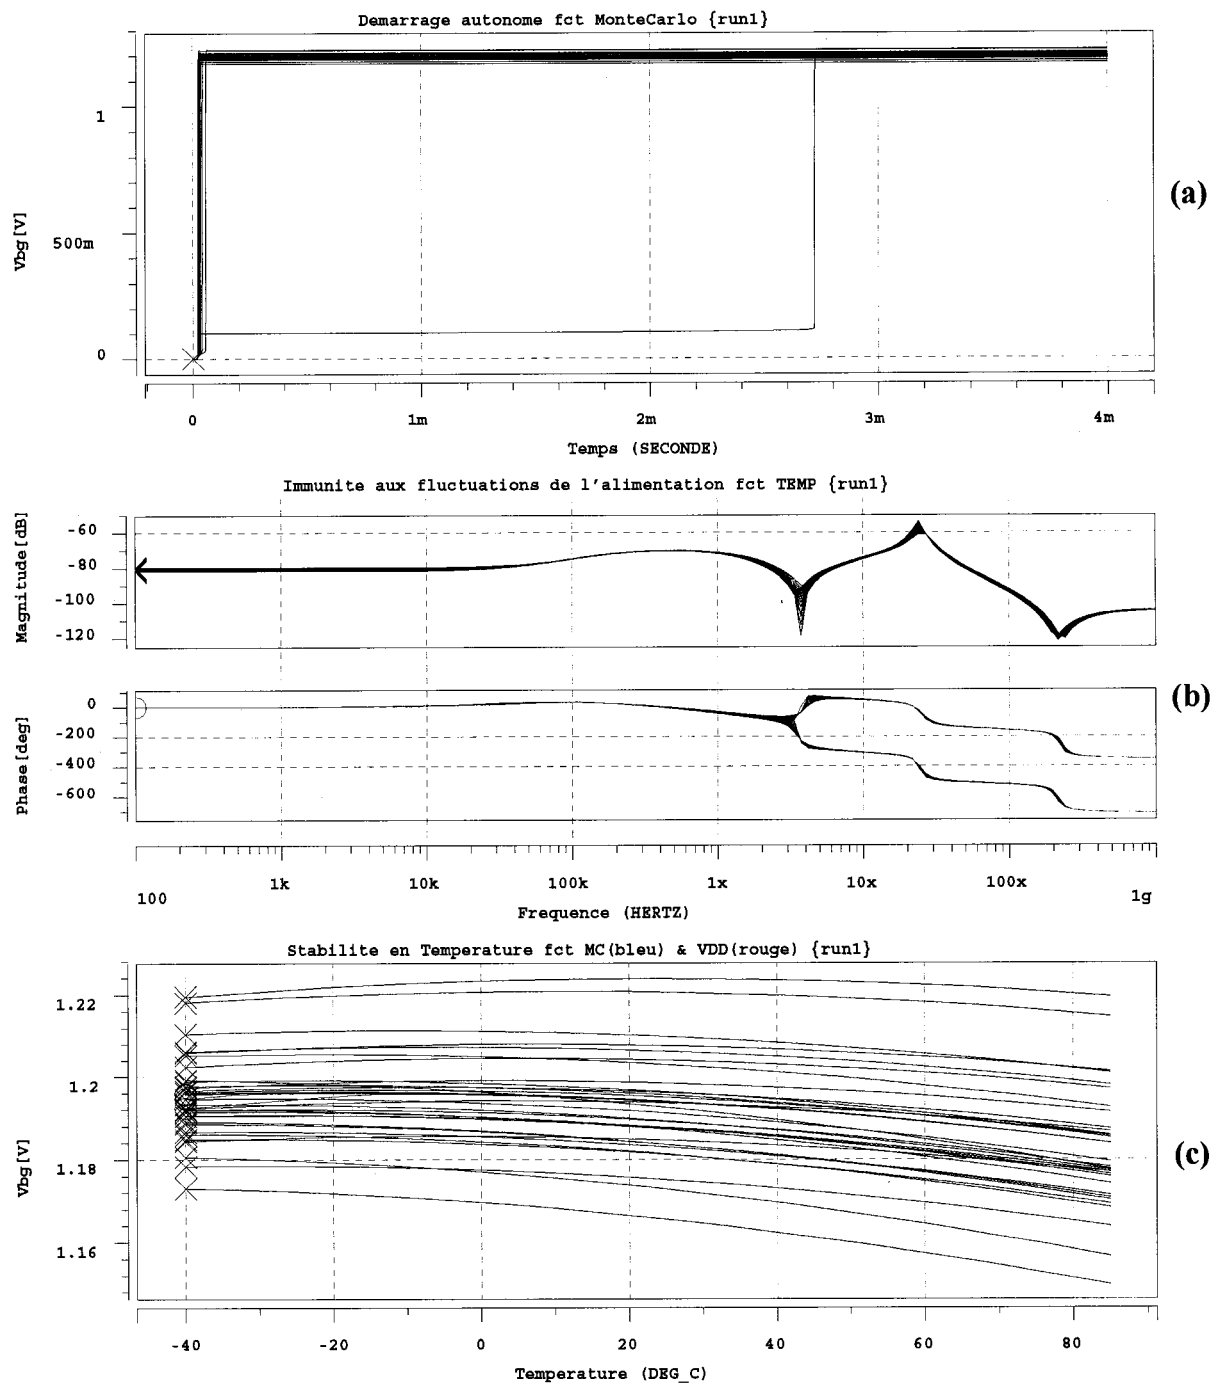 Demarrage autonome fct MonteCarlo {run1}
1
500m
0
Vbg[V]
(a)
0 1m 2m 3m 4m
Temps (SECONDE)
Immunite aux fluctuations de l'alimentation fct TEMP {run1}
Magnitude[dB]
-60
-80
-100
-120
(b)
Phase[deg]
0
-200
-400
-600
100 1k 10k 100k 1x 10x 100x 1g
Frequence (HERTZ)
Stabilite en Temperature fct MC(bleu) & VDD(rouge) {run1}
1.22
1.2
1.18
1.16
Vbg[V]
(c)
-40 -20 0 20 40 60 80
Temperature (DEG_C)